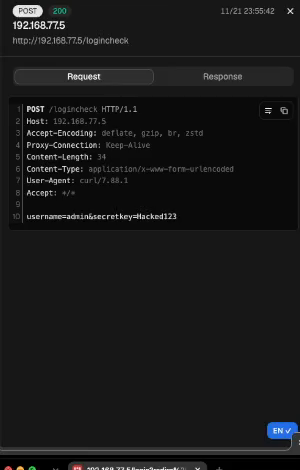 POST 200 11/21 23:55:42 ×
192.168.77.5
http://192.168.77.5/logincheck
Request Response
1 POST /logincheck HTTP/1.1
2 Host: 192.168.77.5
3 Accept-Encoding: deflate, gzip, br, zstd
4 Proxy-Connection: Keep-Alive
5 Content-Length: 34
6 Content-Type: application/x-www-form-urlencoded
7 User-Agent: curl/7.88.1
8 Accept: */*
9
10 username=admin&secretkey=Hacked123
EN ✓